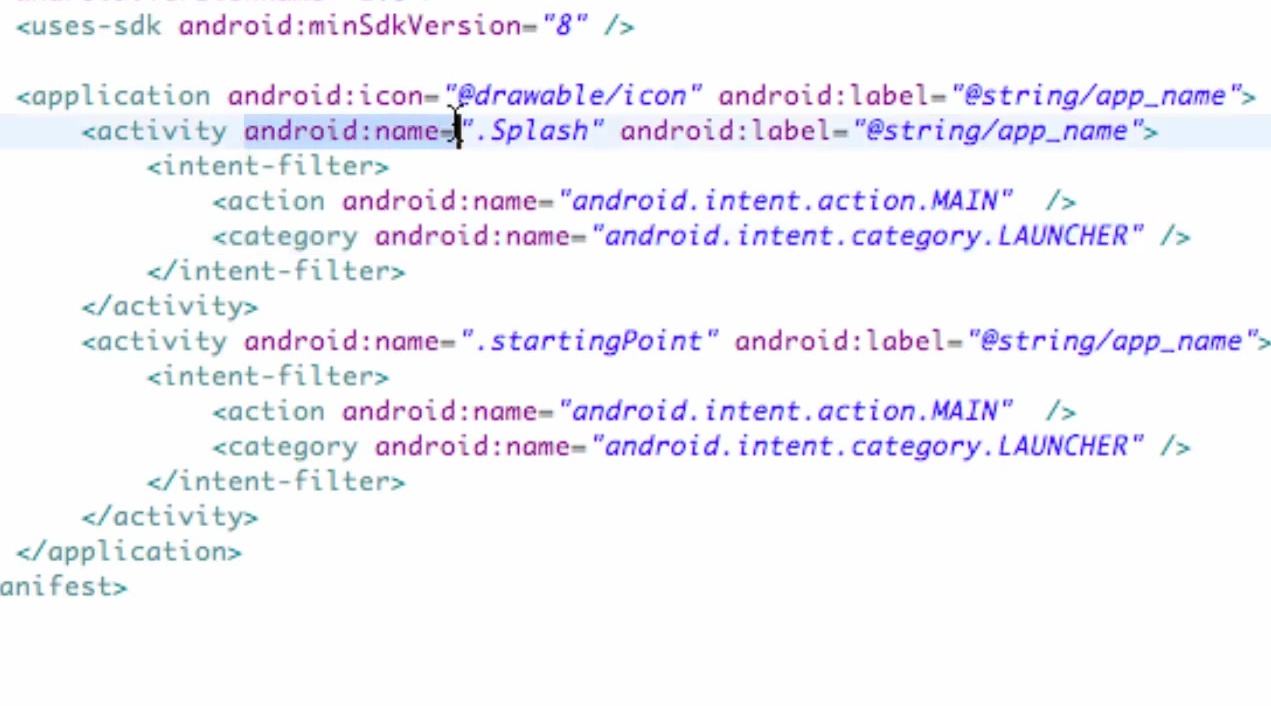 <uses-sdk android:minSdkVersion="8" />
<application android:icon="@drawable/icon" android:label="@string/app_name">
<activity android:name=".Splash" android:label="@string/app_name">
<intent-filter>
<action android:name="android.intent.action.MAIN" />
<category android:name="android.intent.category.LAUNCHER" />
</intent-filter>
</activity>
<activity android:name=".startingPoint" android:label="@string/app_name">
<intent-filter>
<action android:name="android.intent.action.MAIN" />
<category android:name="android.intent.category.LAUNCHER" />
</intent-filter>
</activity>
</application>
anifest>